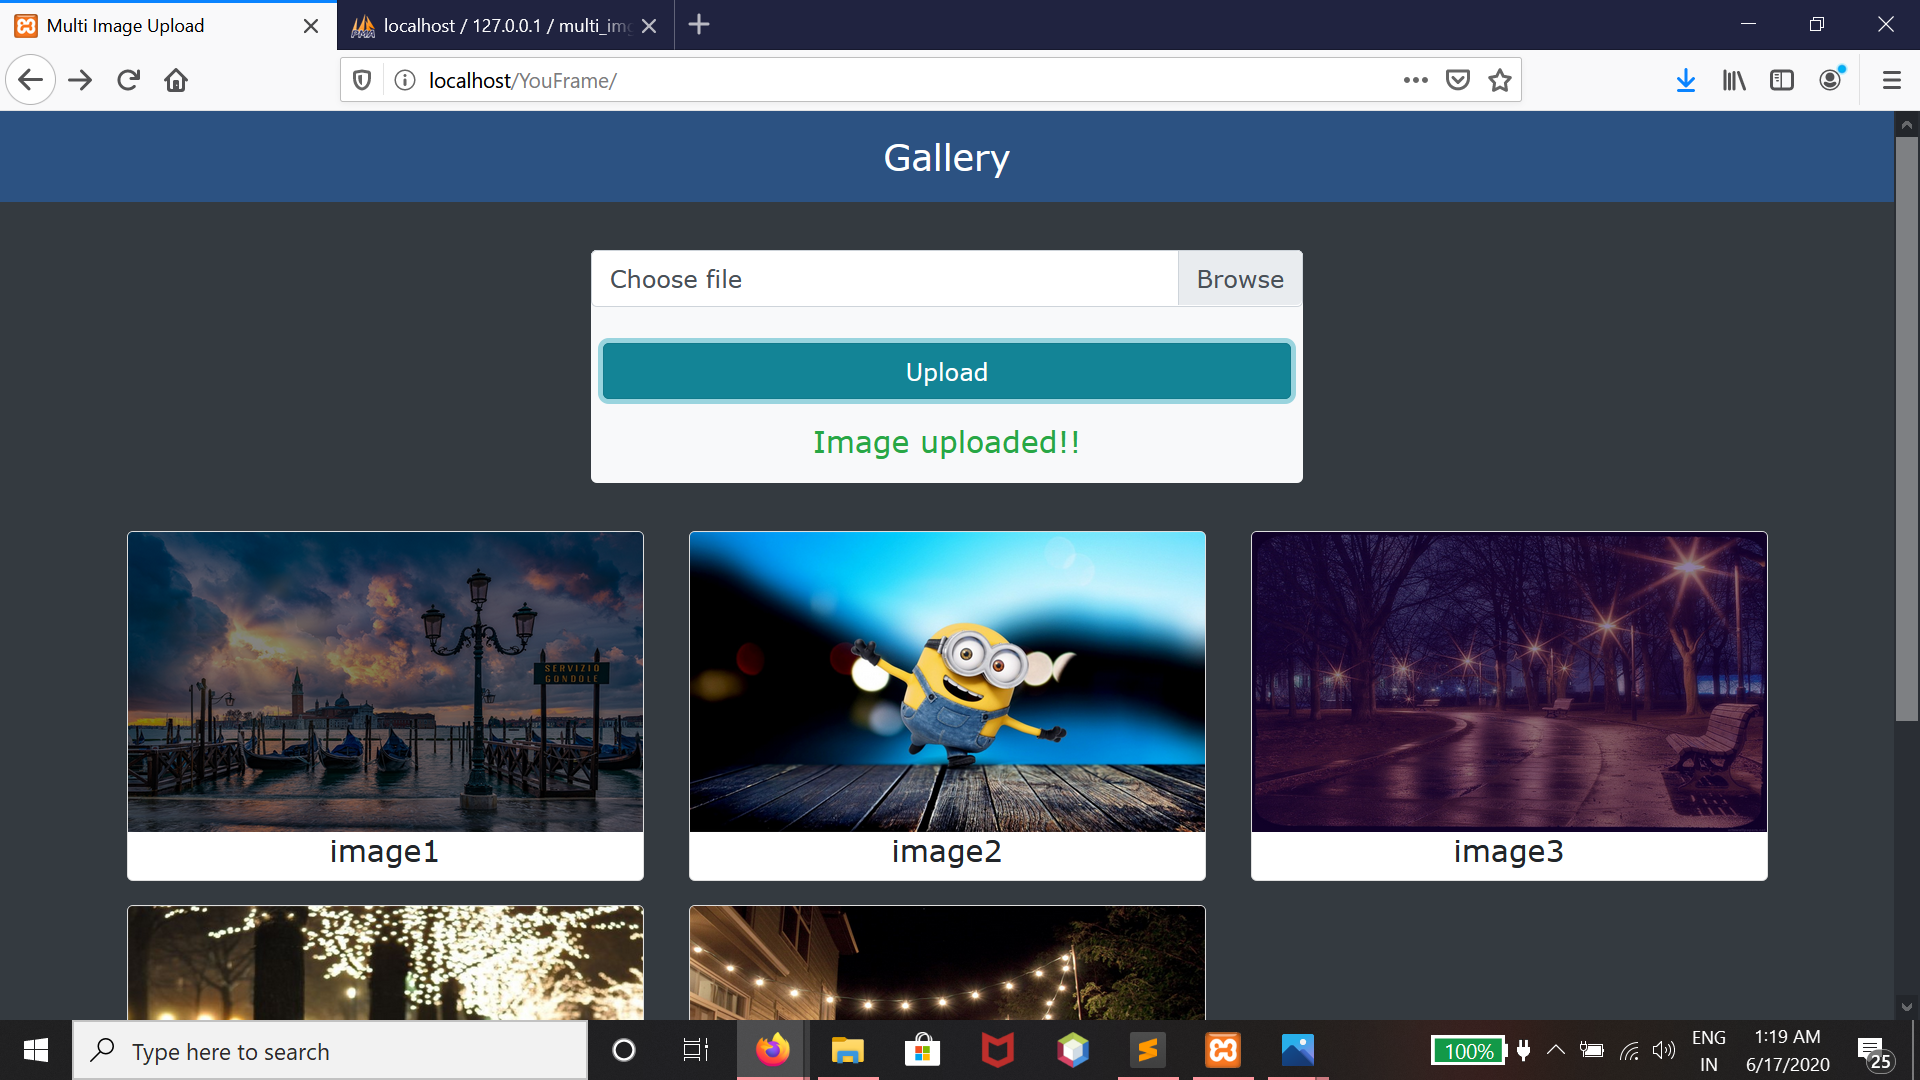 Multi Image Upload
localhost / 127.0.0.1 / multi_img
localhost/YouFrame/
Gallery
Choose file
Browse
Upload
Image uploaded!!
SERVIZIO
GONDOLE
image1
image2
image3
Type here to search
100%
ENG
IN
1:19 AM
6/17/2020
25